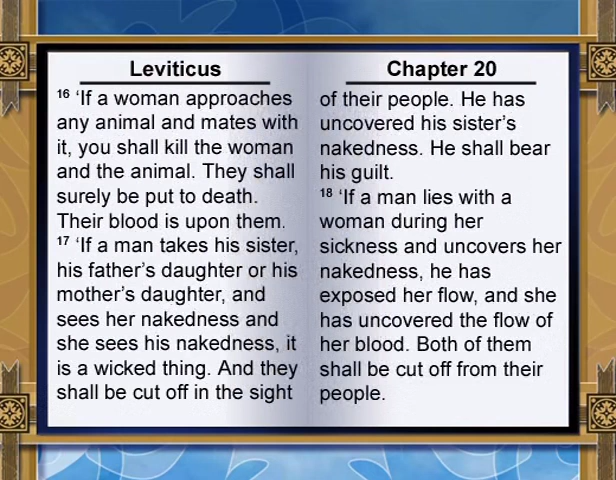 Leviticus
16 ‘If a woman approaches
any animal and mates with
it, you shall kill the woman
and the animal. They shall
surely be put to death.
Their blood is upon them.
17 ‘If a man takes his sister,
his father’s daughter or his
mother’s daughter, and
sees her nakedness and
she sees his nakedness, it
is a wicked thing. And they
shall be cut off in the sight
Chapter 20
of their people. He has
uncovered his sister’s
nakedness. He shall bear
his guilt.
18 ‘If a man lies with a
woman during her
sickness and uncovers her
nakedness, he has
exposed her flow, and she
has uncovered the flow of
her blood. Both of them
shall be cut off from their
people.